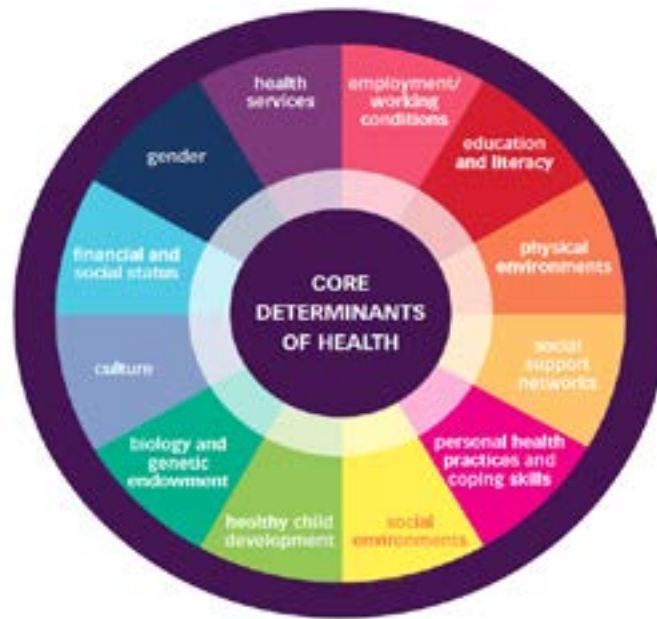 CORE
DETERMINANTS
OF HEALTH
health
services
employment/
working
conditions
education
and literacy
physical
environments
social
support
networks
personal health
practices and
coping skills
social
environments
healthy child
development
biology and
genetic
endowment
culture
financial and
social status
gender